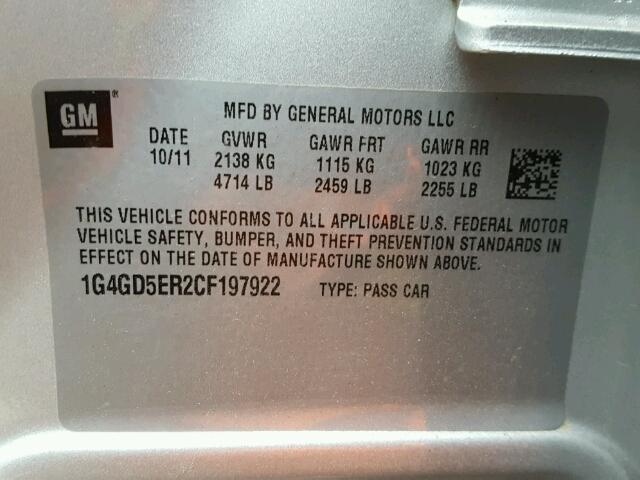 GM®
MFD BY GENERAL MOTORS LLC
DATE GVWR GAWR FRT GAWR RR
10/11 2138 KG 1115 KG 1023 KG
4714 LB 2459 LB 2255 LB
THIS VEHICLE CONFORMS TO ALL APPLICABLE U.S. FEDERAL MOTOR
VEHICLE SAFETY, BUMPER, AND THEFT PREVENTION STANDARDS IN
EFFECT ON THE DATE OF MANUFACTURE SHOWN ABOVE.
1G4GD5ER2CF197922 TYPE: PASS CAR